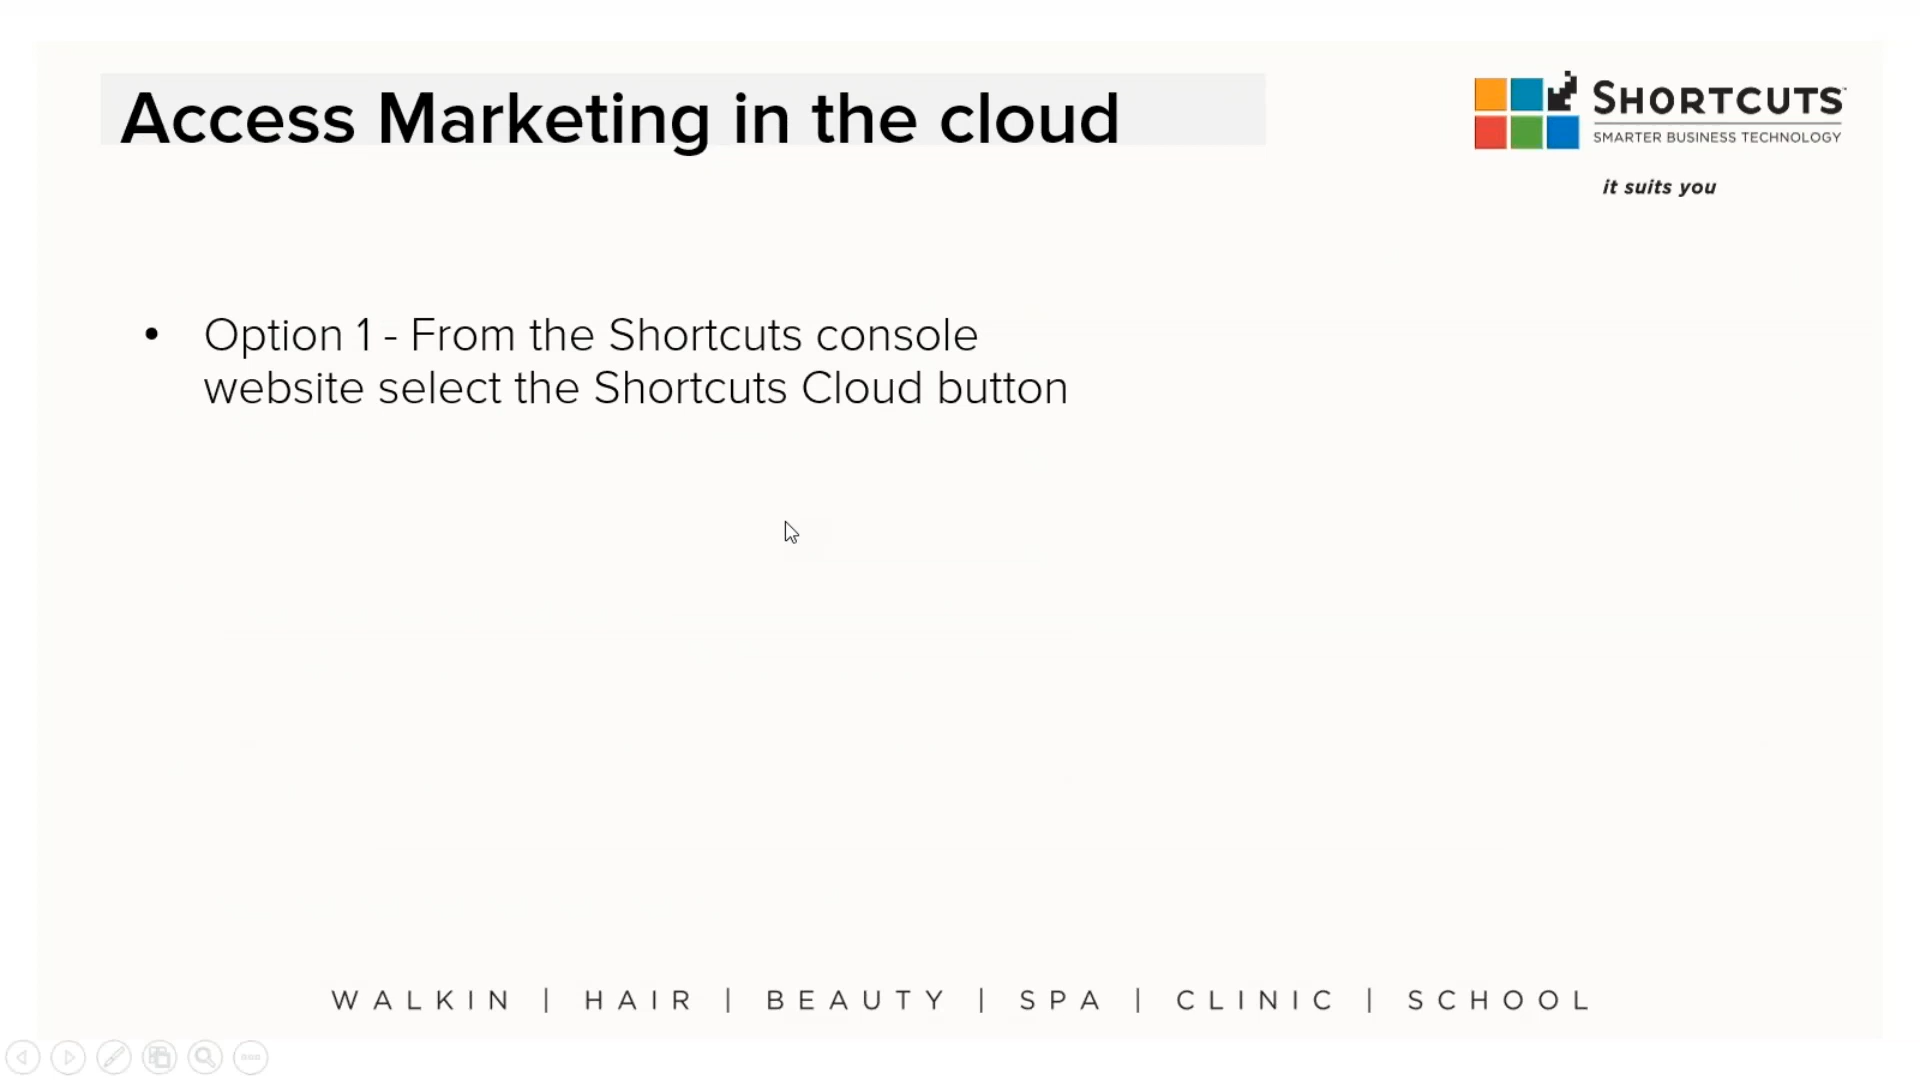 Access Marketing in the cloud
SHORTCUTS™
SMARTER BUSINESS TECHNOLOGY
it suits you
• Option 1 - From the Shortcuts console
website select the Shortcuts Cloud button
WALKIN | HAIR | BEAUTY | SPA | CLINIC | SCHOOL